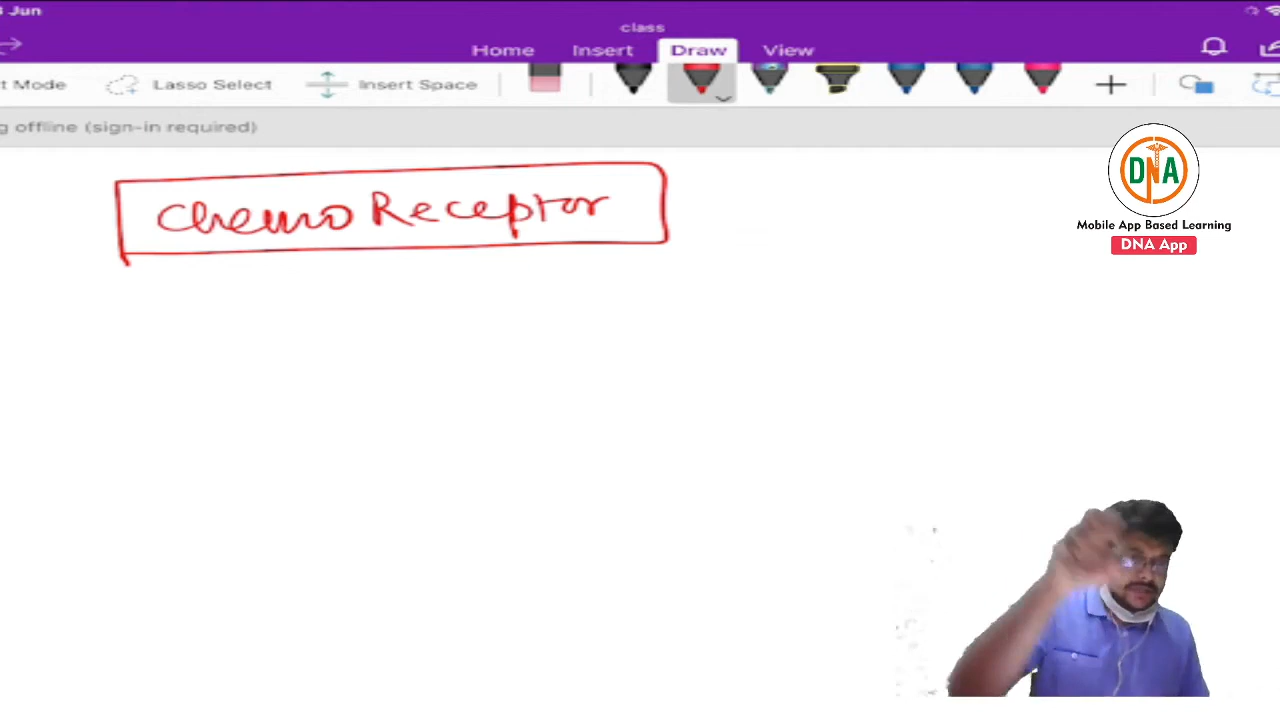 3 Jun
class
Home Insert Draw View
t Mode Lasso Select Insert Space
g offline (sign-in required)
Chemo Receptor
DNA
Mobile App Based Learning
DNA App